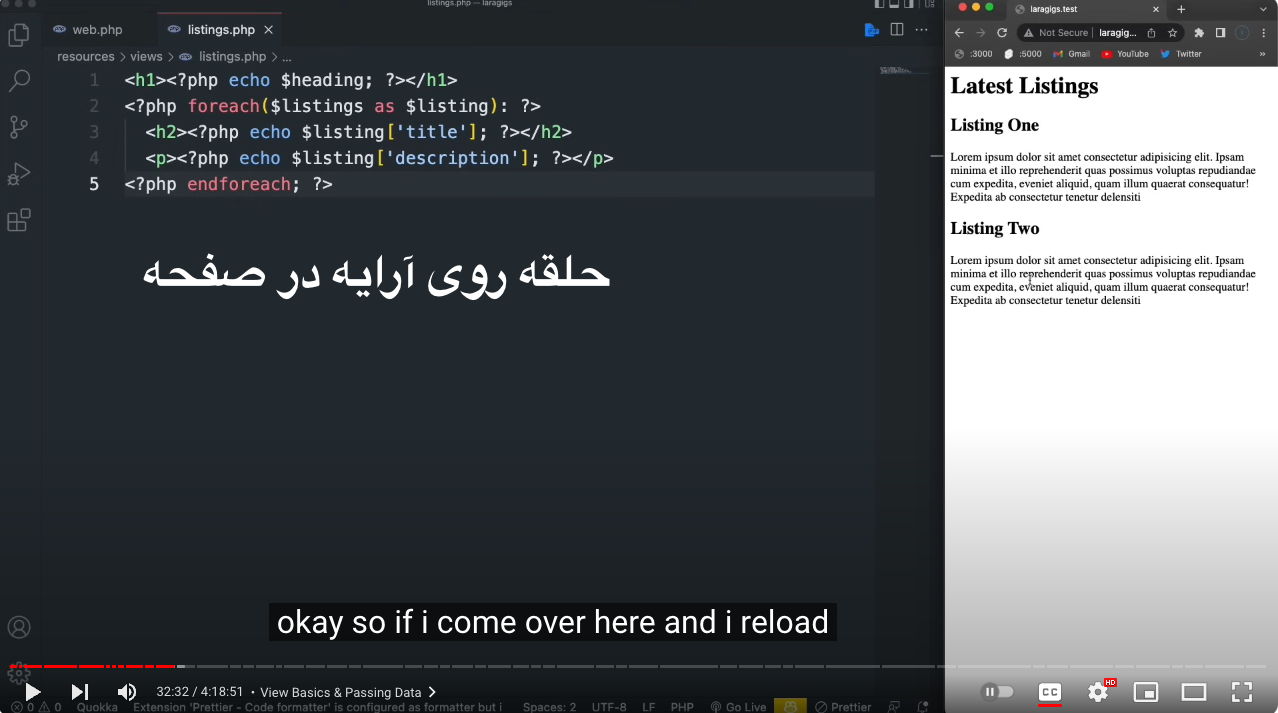 listings.php — laragigs
web.php
listings.php
resources > views > listings.php > ...
1 <h1><?php echo $heading; ?></h1>
2 <?php foreach($listings as $listing): ?>
3 <h2><?php echo $listing['title']; ?></h2>
4 <p><?php echo $listing['description']; ?></p>
5 <?php endforeach; ?>
حلقه روی آرایه در صفحه
laragigs.test
Not Secure | laragig...
:3000 :5000 Gmail YouTube Twitter »
Latest Listings
Listing One
Lorem ipsum dolor sit amet consectetur adipisicing elit. Ipsam
minima et illo reprehenderit quas possimus voluptas repudiandae
cum expedita, eveniet aliquid, quam illum quaerat consequatur!
Expedita ab consectetur tenetur delensiti
Listing Two
Lorem ipsum dolor sit amet consectetur adipisicing elit. Ipsam
minima et illo reprehenderit quas possimus voluptas repudiandae
cum expedita, eveniet aliquid, quam illum quaerat consequatur!
Expedita ab consectetur tenetur delensiti
okay so if i come over here and i reload
32:32 / 4:18:51 • View Basics & Passing Data >
CC HD
0 0 Quokka Extension 'Prettier - Code formatter' is configured as formatter but i Spaces: 2 UTF-8 LF PHP Go Live Prettier